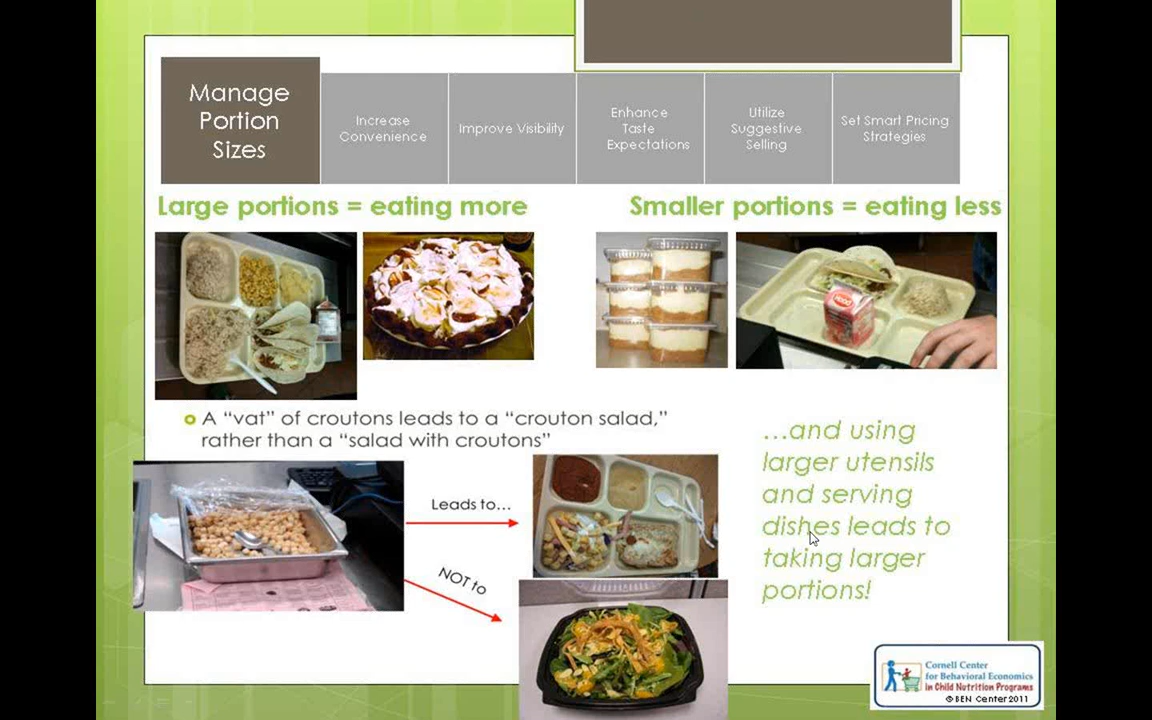 Manage
Portion
Sizes
Increase
Convenience
Improve Visibility
Enhance
Taste
Expectations
Utilize
Suggestive
Selling
Set Smart Pricing
Strategies
Large portions = eating more
Smaller portions = eating less
HOOD
A “vat” of croutons leads to a “crouton salad,”
rather than a “salad with croutons”
Leads to...
NOT to
…and using
larger utensils
and serving
dishes leads to
taking larger
portions!
Cornell Center
for Behavioral Economics
in Child Nutrition Programs
©BEN Center2011